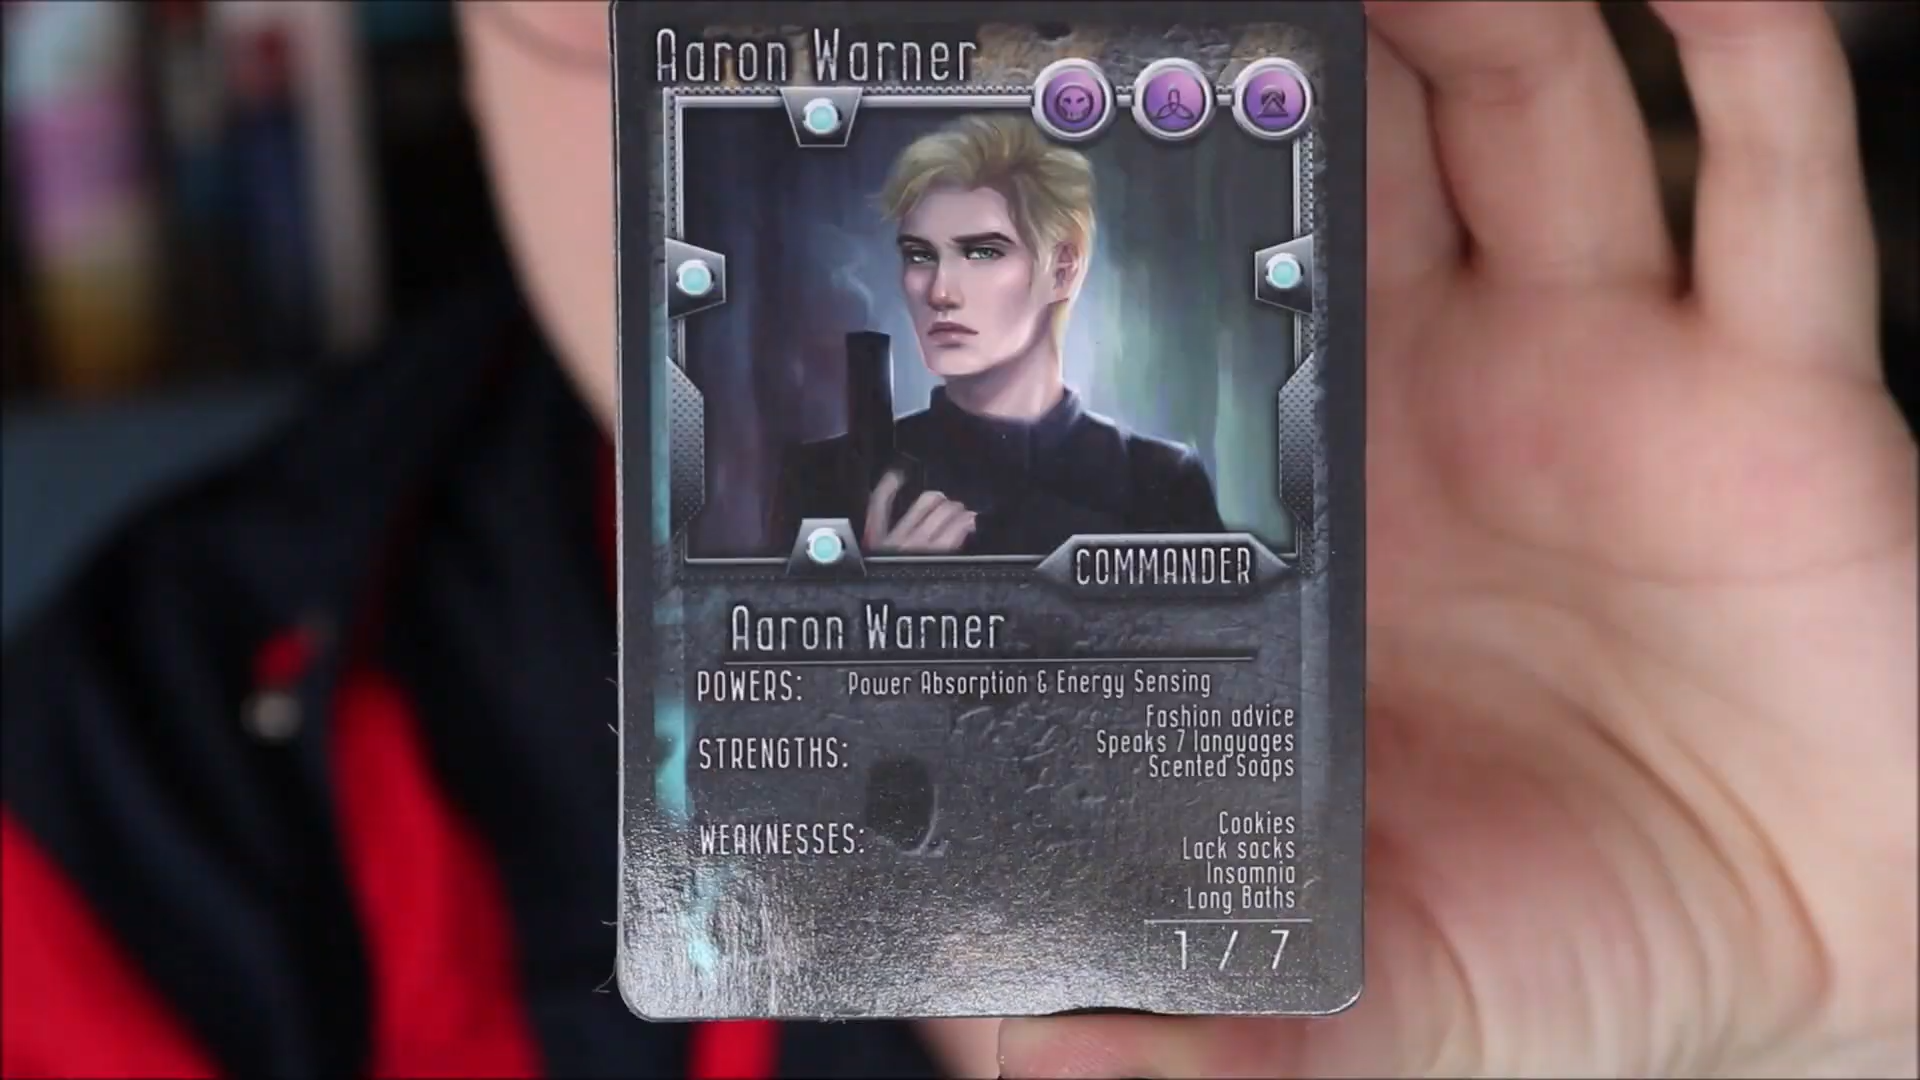 Aaron Warner
COMMANDER
Aaron Warner
POWERS: Power Absorption & Energy Sensing
STRENGTHS:
Fashion advice
Speaks 7 languages
Scented Soaps
WEAKNESSES:
Cookies
Lack socks
Insomnia
Long Baths
1 / 7